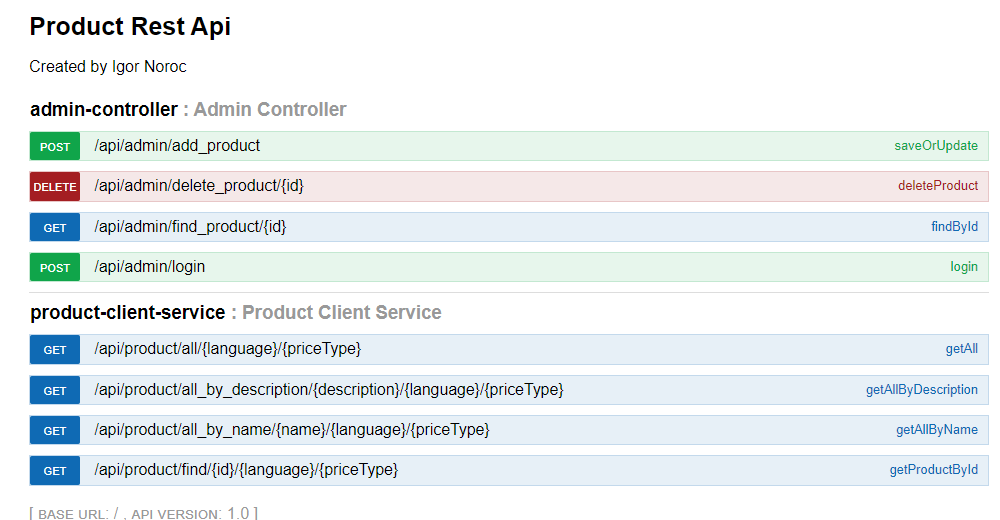 Product Rest Api
Created by Igor Noroc
admin-controller : Admin Controller
POST /api/admin/add_product saveOrUpdate
DELETE /api/admin/delete_product/{id} deleteProduct
GET /api/admin/find_product/{id} findById
POST /api/admin/login login
product-client-service : Product Client Service
GET /api/product/all/{language}/{priceType} getAll
GET /api/product/all_by_description/{description}/{language}/{priceType} getAllByDescription
GET /api/product/all_by_name/{name}/{language}/{priceType} getAllByName
GET /api/product/find/{id}/{language}/{priceType} getProductById
[ BASE URL: / , API VERSION: 1.0 ]